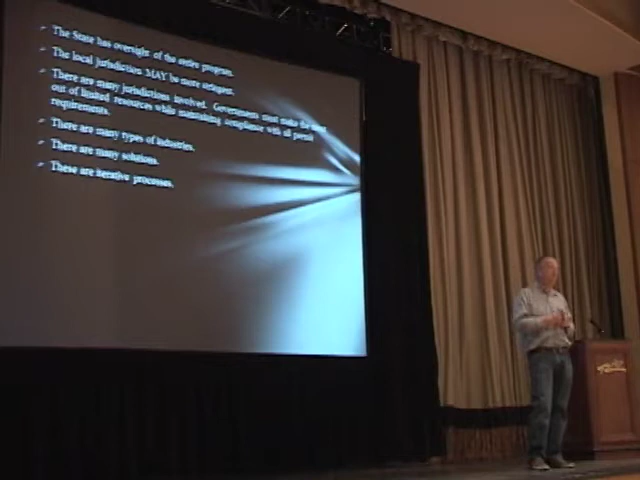 The State has oversight of the entire program.
The local jurisdiction MAY be more stringent.
There are many jurisdictions involved. Governments must make the most
out of limited resources while maintaining compliance with all permit
requirements.
There are many types of industries.
There are many solutions.
These are iterative processes.